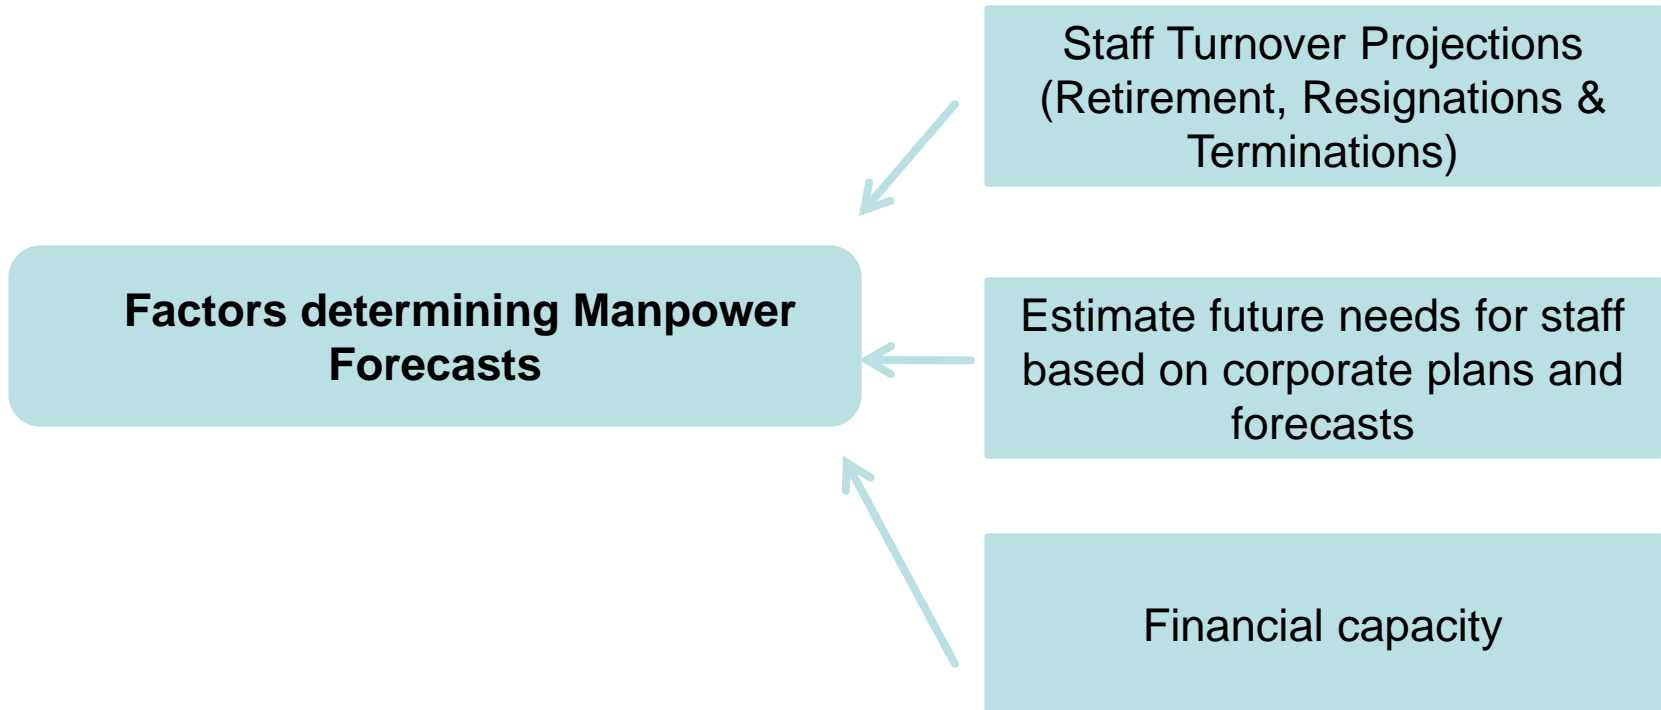 Staff Turnover Projections
(Retirement, Resignations &
Terminations)
Factors determining Manpower
Forecasts
Estimate future needs for staff
based on corporate plans and
forecasts
Financial capacity